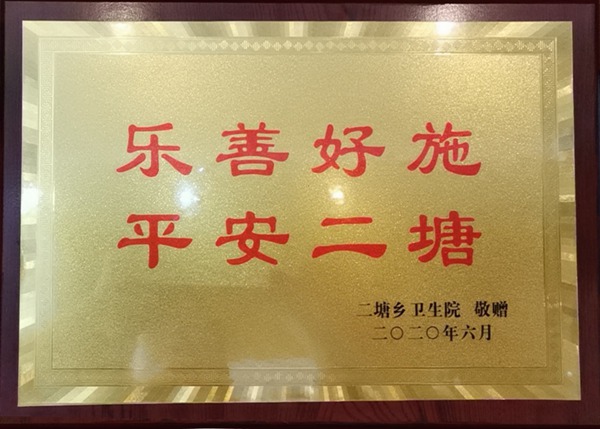 乐善好施
平安二塘
二塘乡卫生院 敬赠
二〇二〇年六月